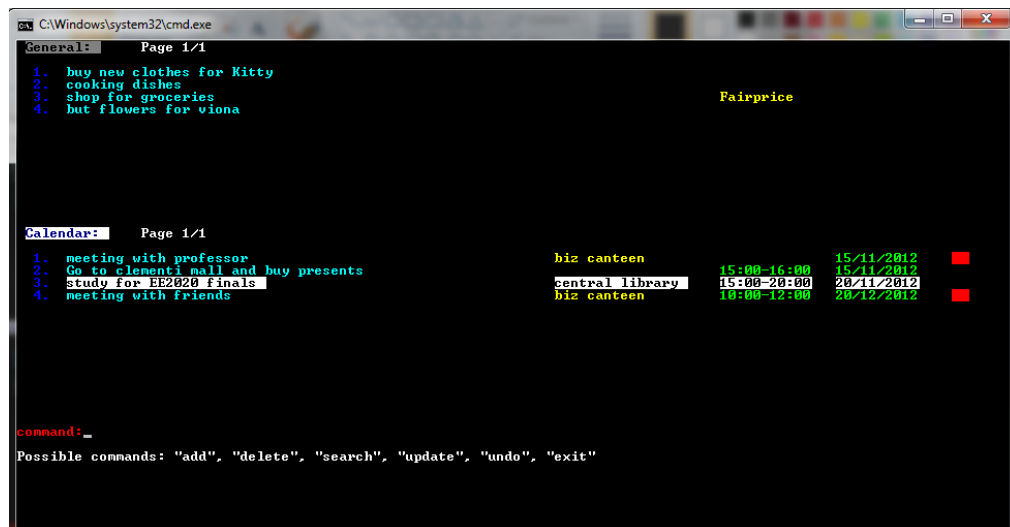 C:\Windows\system32\cmd.exe
General: Page 1/1
1. buy new clothes for Kitty
2. cooking dishes
3. shop for groceries Fairprice
4. but flowers for viona
Calendar: Page 1/1
1. meeting with professor biz canteen 15/11/2012
2. Go to clementi mall and buy presents 15:00-16:00 15/11/2012
3. study for EE2020 finals central library 15:00-20:00 20/11/2012
4. meeting with friends biz canteen 10:00-12:00 20/12/2012
command:_
Possible commands: "add", "delete", "search", "update", "undo", "exit"